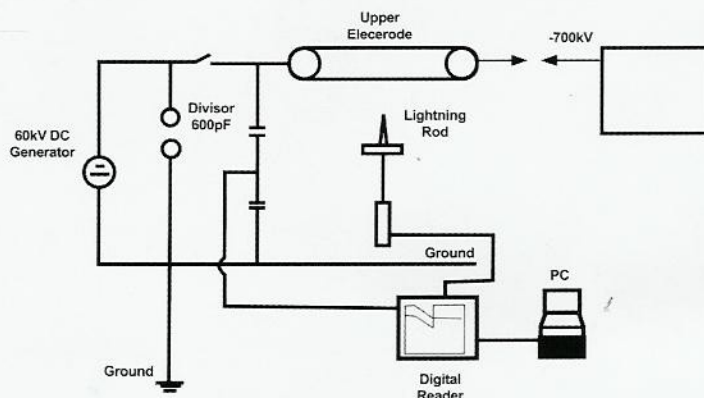 Upper
Elecerode
-700kV
Divisor
600pF
Lightning
Rod
60kV DC
Generator
Ground
PC
Ground
Digital
Reader